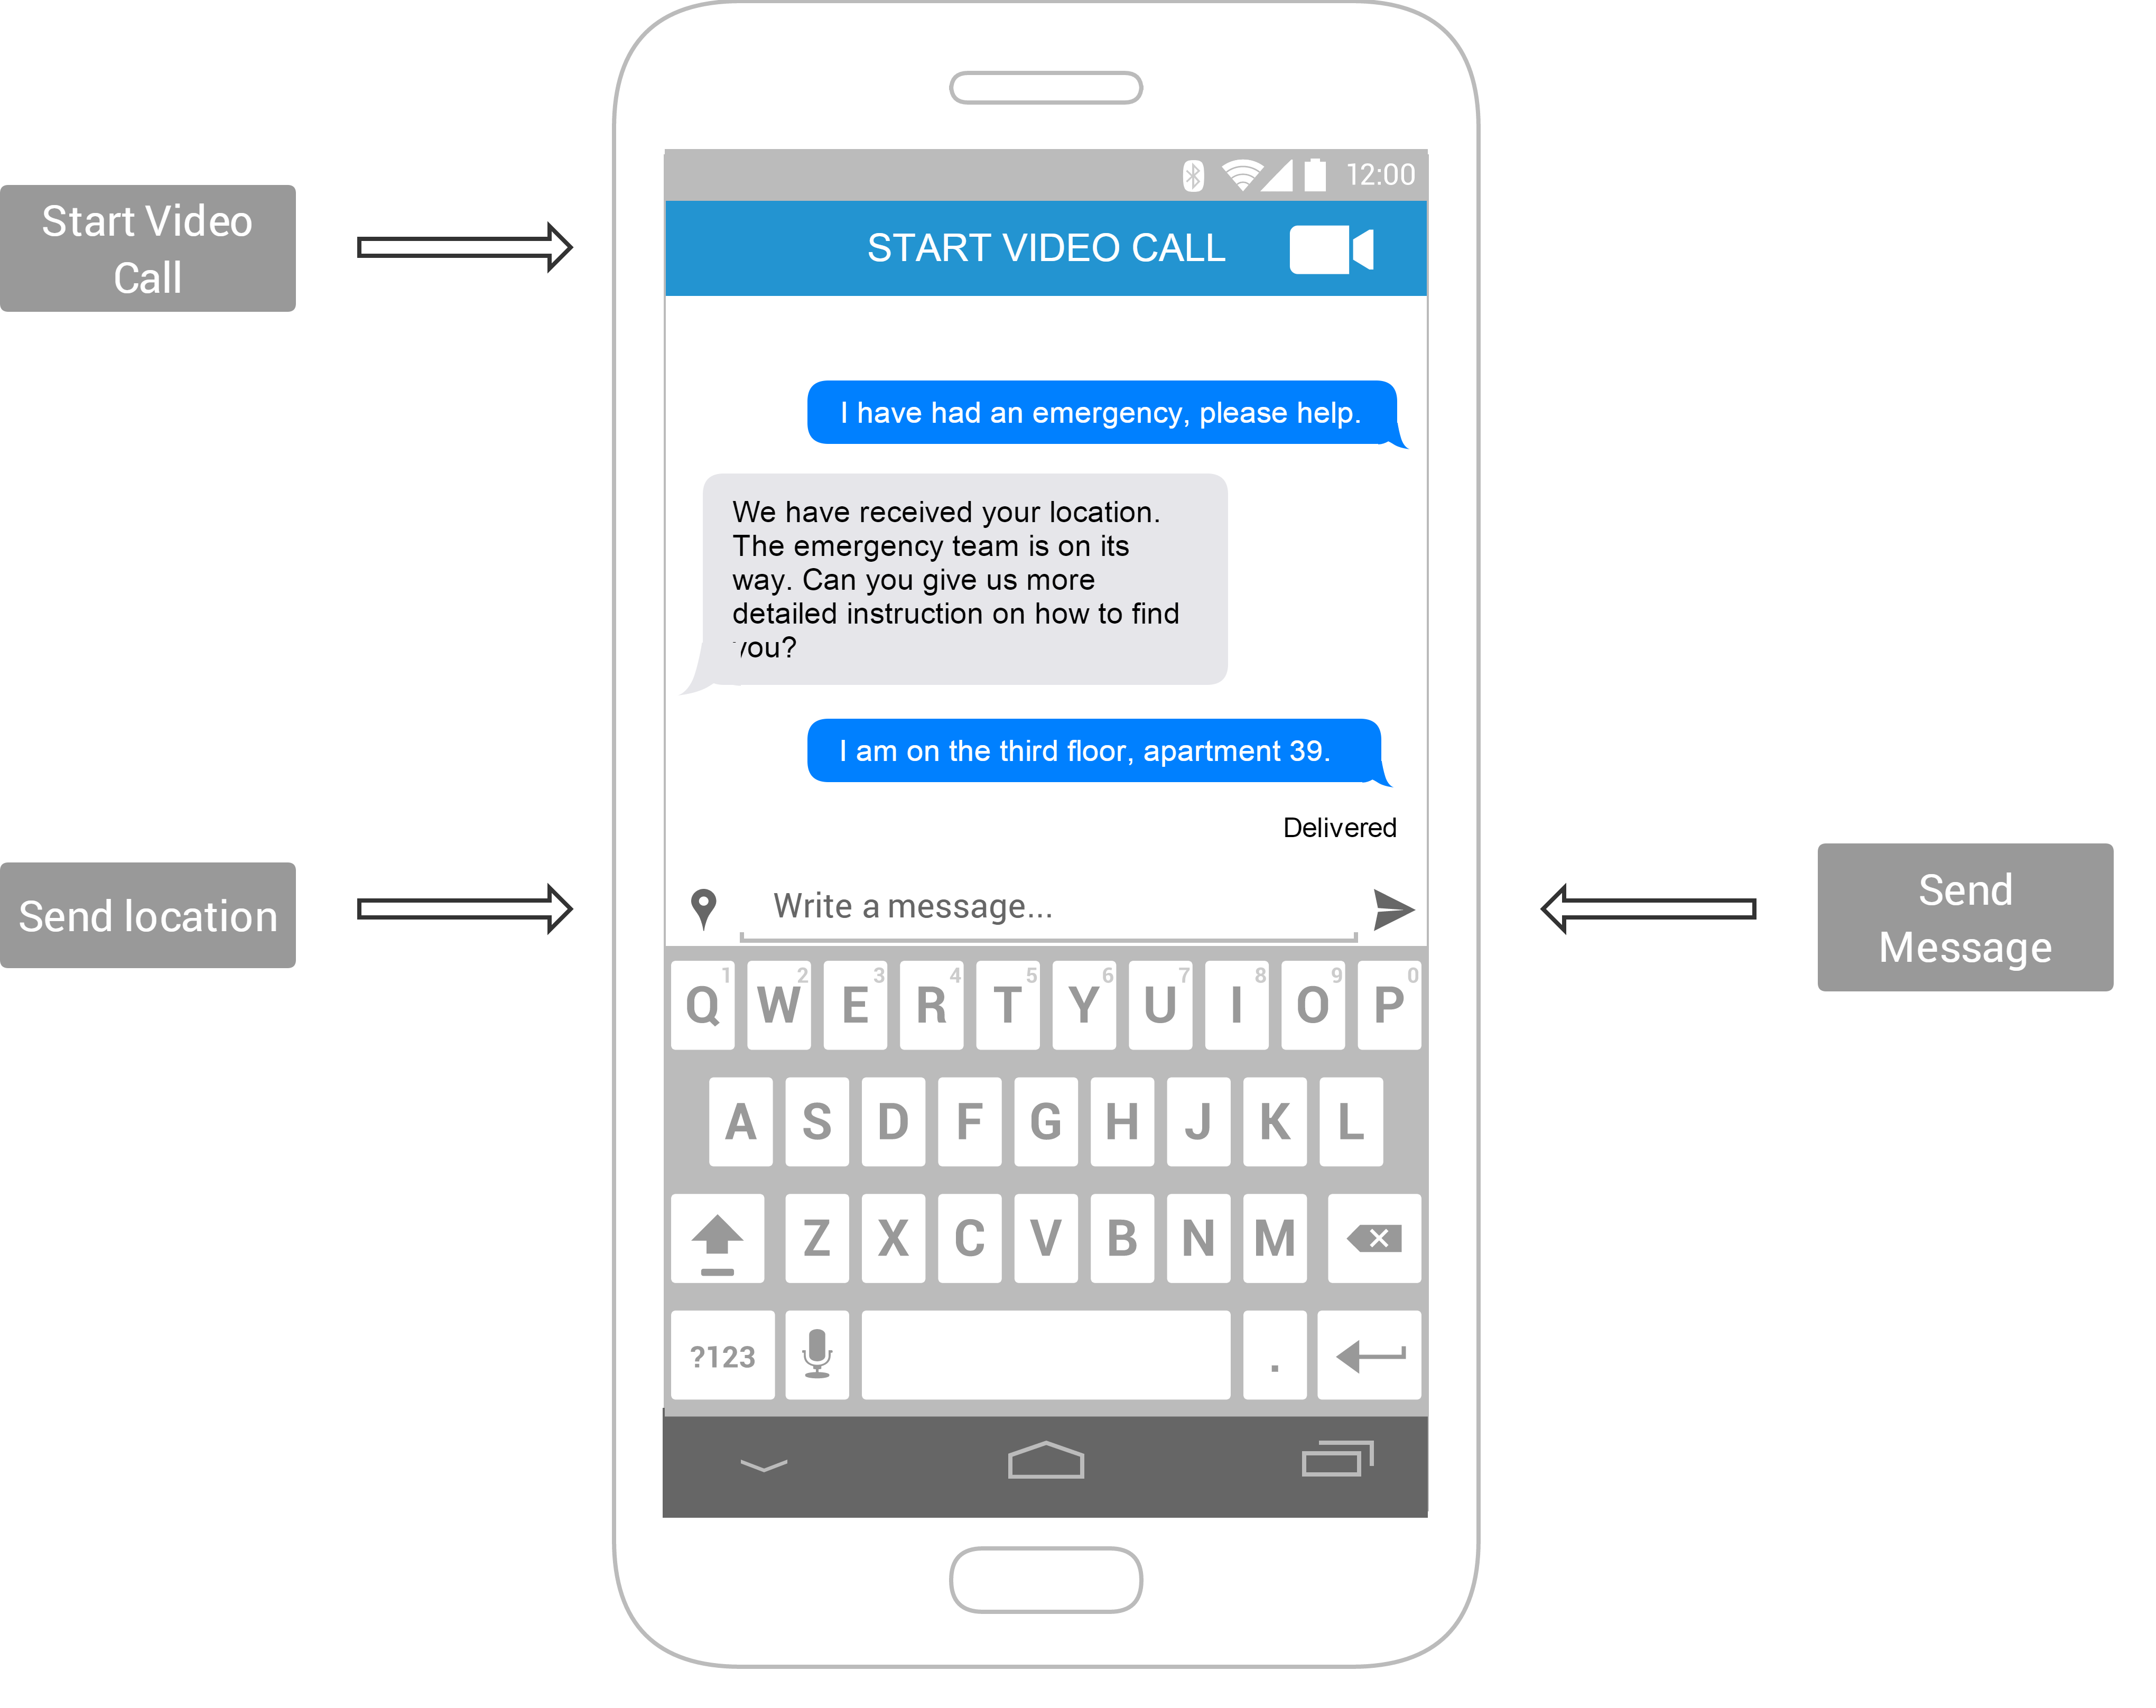 12:00
Start Video
Call
START VIDEO CALL
I have had an emergency, please help.
We have received your location.
The emergency team is on its
way. Can you give us more
detailed instruction on how to find
you?
I am on the third floor, apartment 39.
Delivered
Send location
Write a message...
Send
Message
1 2 3 4 5 6 7 8 9 0
Q W E R T Y U I O P
A S D F G H J K L
Z X C V B N M
?123 .